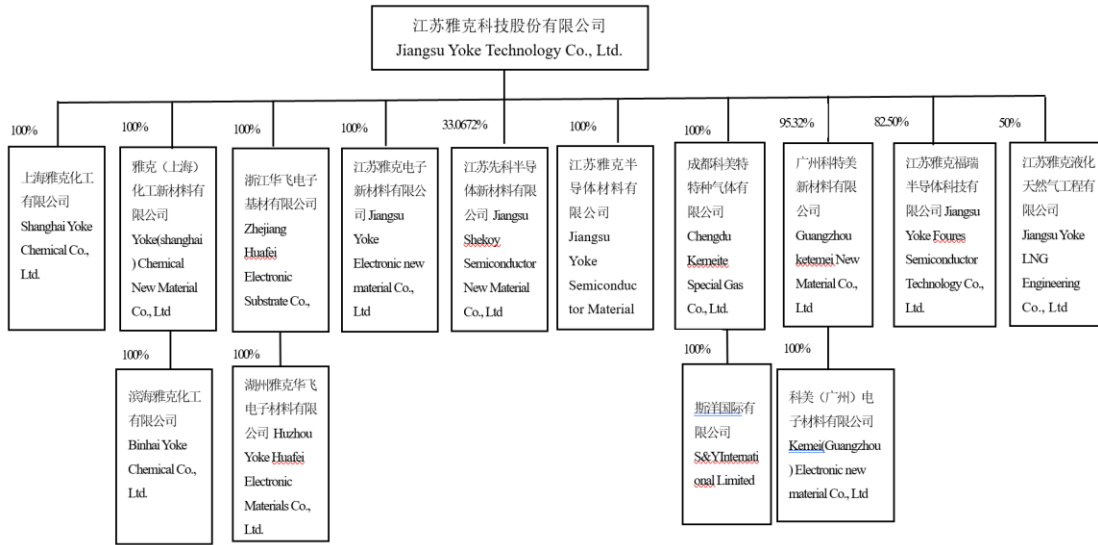 江苏雅克科技股份有限公司
Jiangsu Yoke Technology Co., Ltd.
100%
100%
100%
100%
33.0672%
100%
100%
95.32%
82.50%
50%
上海雅克化工
有限公司
Shanghai Yoke
Chemical Co.,
Ltd.
雅克（上海）
化工新材料有
限公司
Yoke(shanghai
) Chemical
New Material
Co., Ltd
浙江华飞电子
基材有限公司
Zhejiang
Huafei
Electronic
Substrate Co.,
江苏雅克电子
新材料有限公
司 Jiangsu
Yoke
Electronic new
material Co., Ltd
江苏先科半导
体新材料有限
公司 Jiangsu
Shekoy
Semiconductor
New Material
Co., Ltd
江苏雅克半
导体材料有
限公司
Jiangsu
Yoke
Semiconduc
tor Material
成都科美特
特种气体有
限公司
Chengdu
Kemeite
Special Gas
Co., Ltd.
广州科特美
新材料有限
公司
Guangzhou
ketemei New
Material Co.,
Ltd
江苏雅克福瑞
半导体科技有
限公司 Jiangsu
Yoke Foures
Semiconductor
Technology Co.,
Ltd.
江苏雅克液化
天然气工程有
限公司
Jiangsu Yoke
LNG
Engineering
Co., Ltd
100%
100%
100%
100%
滨海雅克化工
有限公司
Binhai Yoke
Chemical Co.,
Ltd.
湖州雅克华飞
电子材料有限
公司 Huzhou
Yoke Huafei
Electronic
Materials Co.,
Ltd.
斯洋国际有
限公司
S&YInternati
onal Limited
科美（广州）电
子材料有限公司
Kemei(Guangzhou
) Electronic new
material Co., Ltd